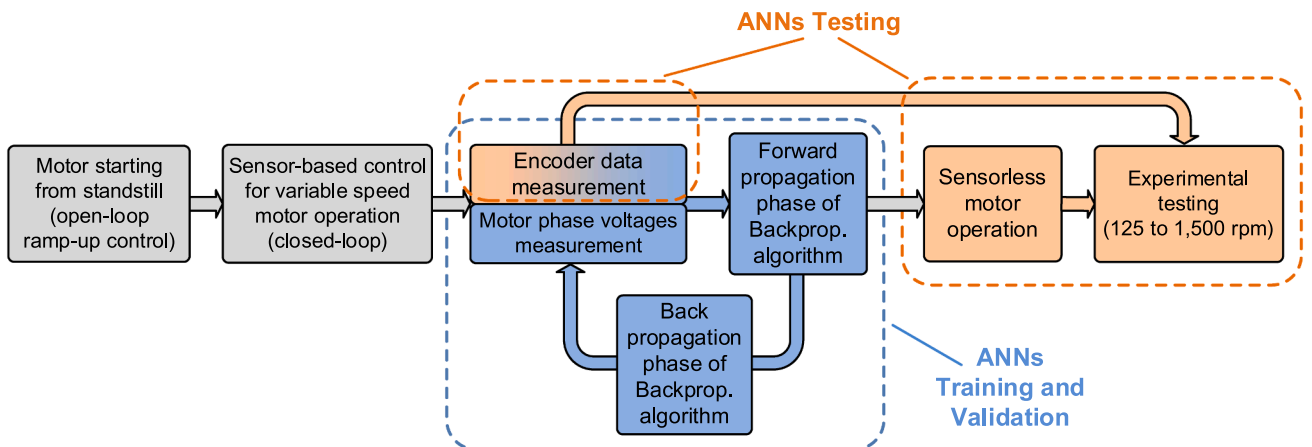 ANNs Testing
Motor starting
from standstill
(open-loop
ramp-up control)
Sensor-based control
for variable speed
motor operation
(closed-loop)
Encoder data
measurement
Motor phase voltages
measurement
Forward
propagation
phase of
Backprop.
algorithm
Back
propagation
phase of
Backprop.
algorithm
Sensorless
motor
operation
Experimental
testing
(125 to 1,500 rpm)
ANNs
Training and
Validation